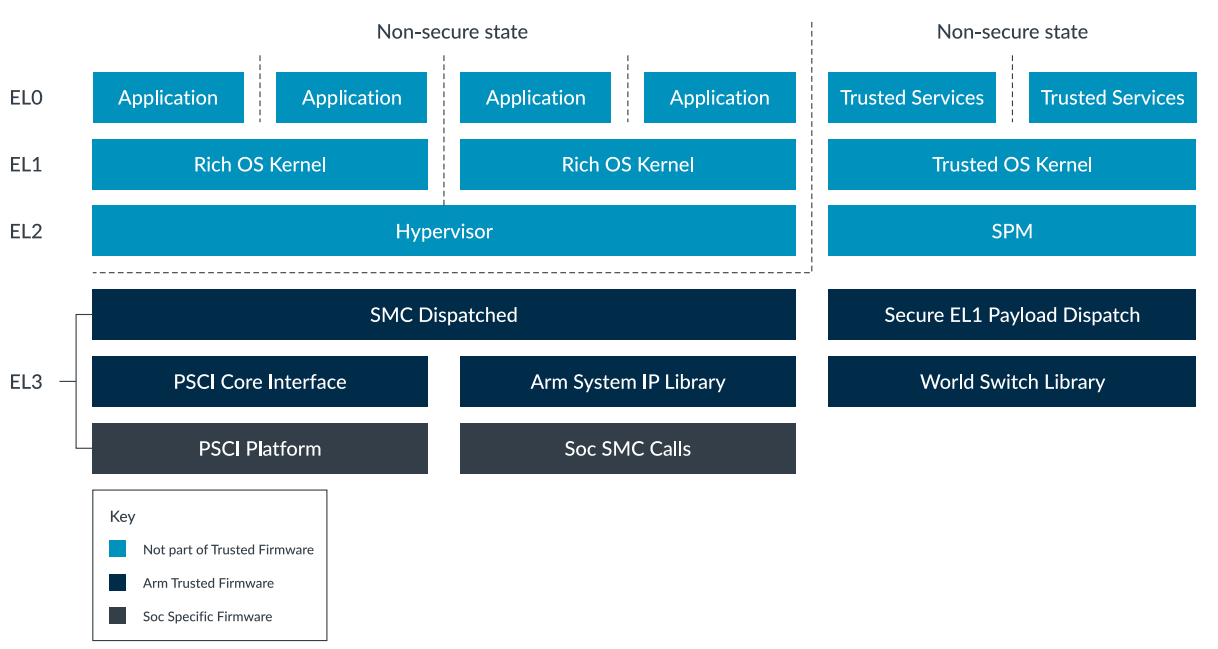 Non-secure state
Non-secure state
EL0
Application
Application
Application
Application
Trusted Services
Trusted Services
EL1
Rich OS Kernel
Rich OS Kernel
Trusted OS Kernel
EL2
Hypervisor
SPM
SMC Dispatched
Secure EL1 Payload Dispatch
EL3
PSCI Core Interface
Arm System IP Library
World Switch Library
PSCI Platform
Soc SMC Calls
Key
Not part of Trusted Firmware
Arm Trusted Firmware
Soc Specific Firmware